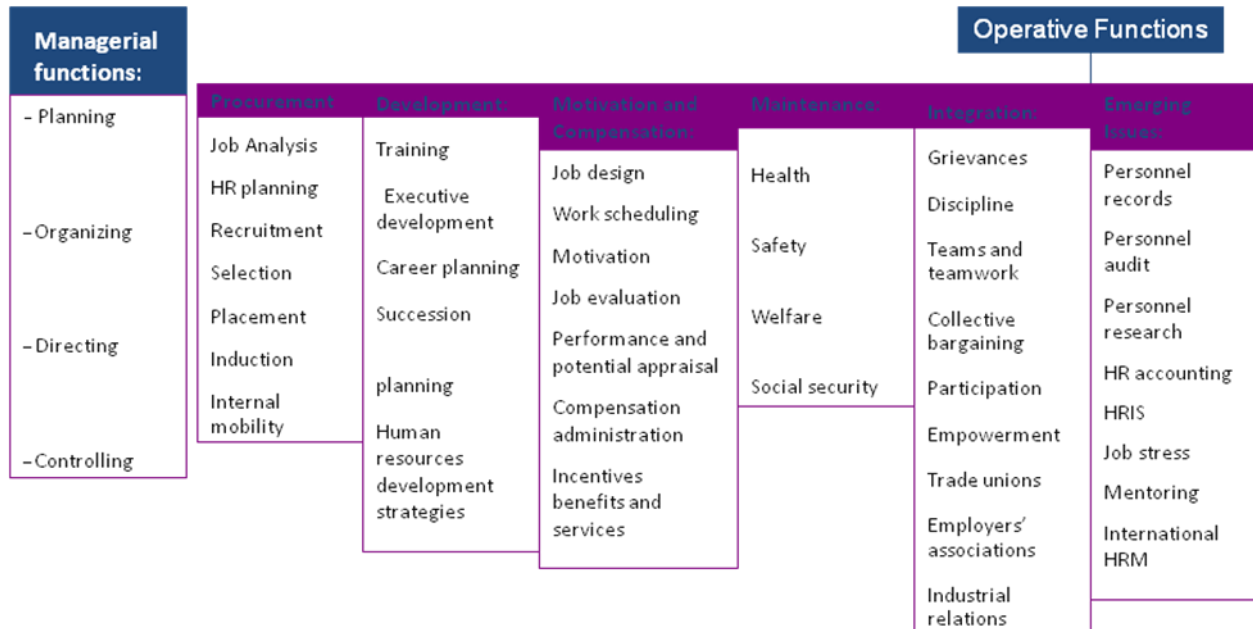 Managerial
functions:
– Planning
–Organizing
–Directing
–Controlling
Operative Functions
Procurement
Job Analysis
HR planning
Recruitment
Selection
Placement
Induction
Internal
mobility
Development:
Training
Executive
development
Career planning
Succession
planning
Human
resources
development
strategies
Motivation and
Compensation:
Job design
Work scheduling
Motivation
Job evaluation
Performance and
potential appraisal
Compensation
administration
Incentives
benefits and
services
Maintenance:
Health
Safety
Welfare
Social security
Integration:
Grievances
Discipline
Teams and
teamwork
Collective
bargaining
Participation
Empowerment
Trade unions
Employers’
associations
Industrial
relations
Emerging
Issues:
Personnel
records
Personnel
audit
Personnel
research
HR accounting
HRIS
Job stress
Mentoring
International
HRM